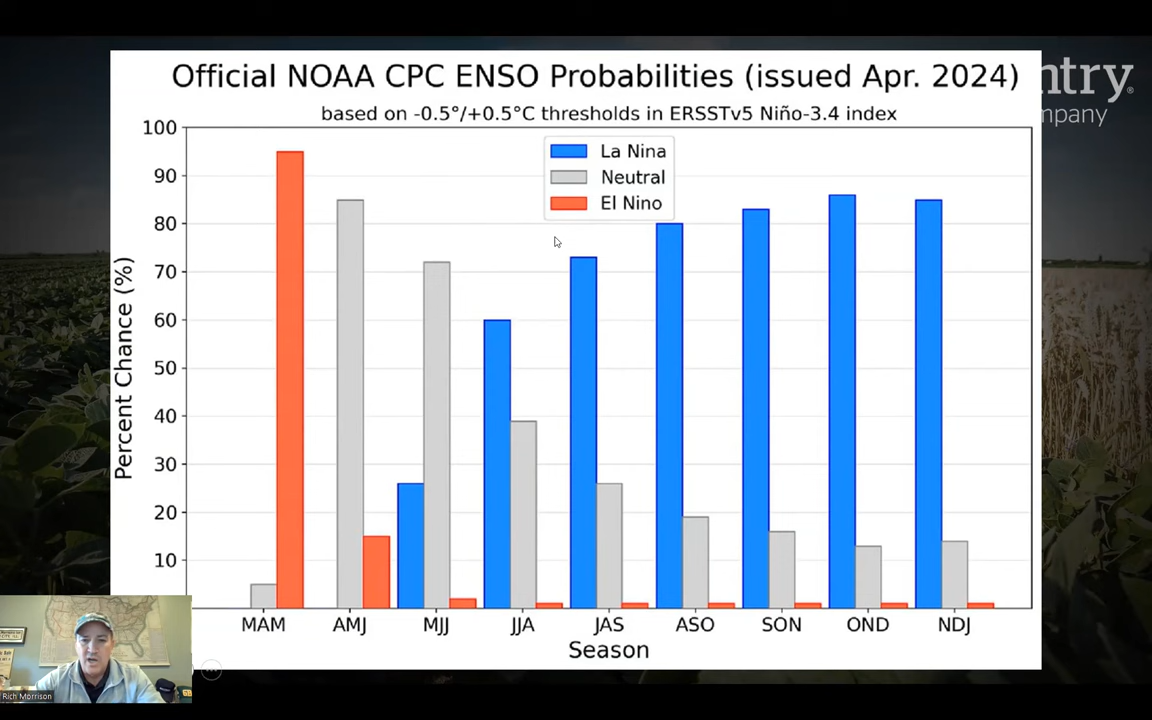 Official NOAA CPC ENSO Probabilities (issued Apr. 2024)
based on -0.5°/+0.5°C thresholds in ERSSTv5 Niño-3.4 index
ntry®
mpany
La Nina
Neutral
El Nino
Percent Chance (%)
100
90
80
70
60
50
40
30
20
10
MAM AMJ MJJ JJA JAS ASO SON OND NDJ
Season
Rich Morrison